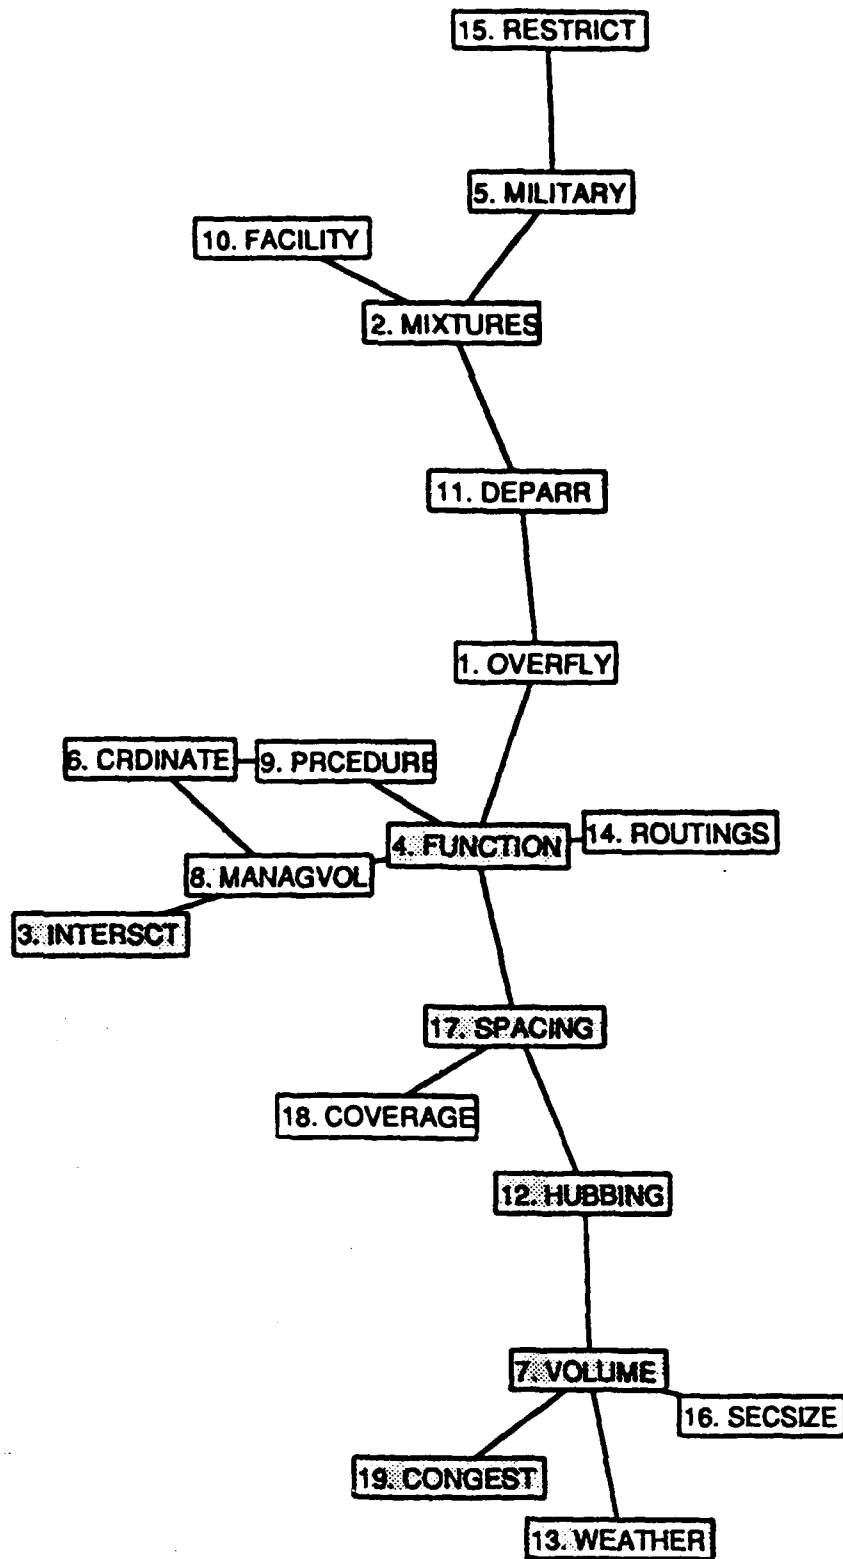 15. RESTRICT
5. MILITARY
10. FACILITY
2. MIXTURES
11. DEPARR
1. OVERFLY
6. CRDINATE
9. PRCEDURE
4. FUNCTION
14. ROUTINGS
8. MANAGVOL
3. INTERSCT
17. SPACING
18. COVERAGE
12. HUBBING
7. VOLUME
16. SECSIZE
19. CONGEST
13. WEATHER